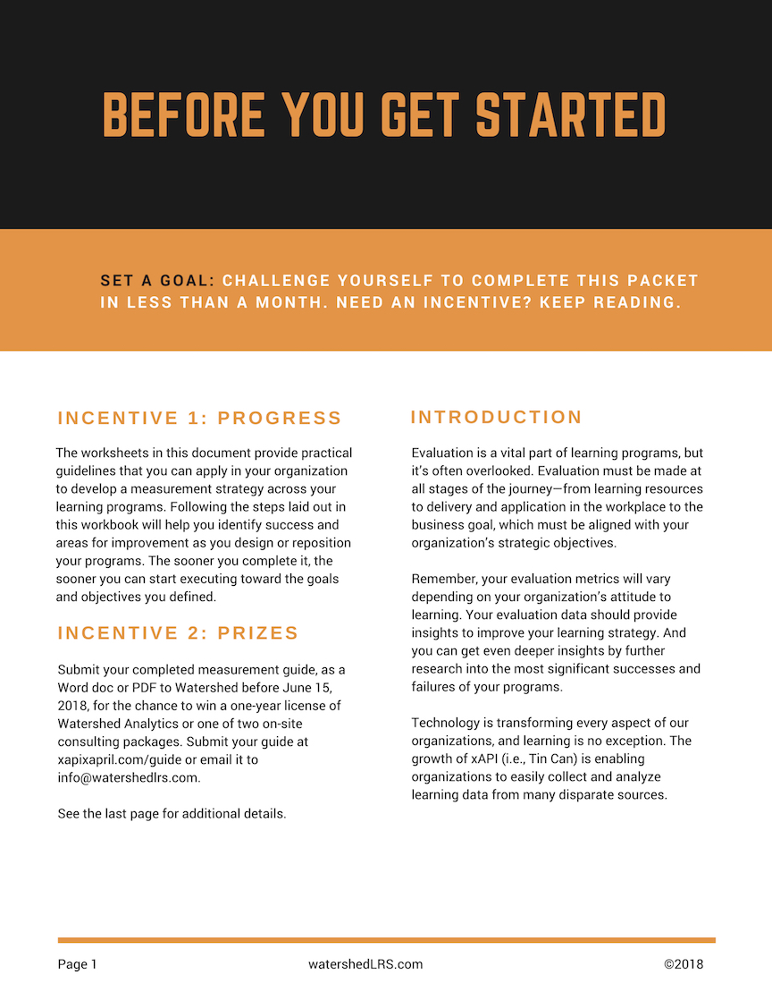 BEFORE YOU GET STARTED
SET A GOAL: CHALLENGE YOURSELF TO COMPLETE THIS PACKET
IN LESS THAN A MONTH. NEED AN INCENTIVE? KEEP READING.
INCENTIVE 1: PROGRESS
The worksheets in this document provide practical
guidelines that you can apply in your organization
to develop a measurement strategy across your
learning programs. Following the steps laid out in
this workbook will help you identify success and
areas for improvement as you design or reposition
your programs. The sooner you complete it, the
sooner you can start executing toward the goals
and objectives you defined.
INCENTIVE 2: PRIZES
Submit your completed measurement guide, as a
Word doc or PDF to Watershed before June 15,
2018, for the chance to win a one-year license of
Watershed Analytics or one of two on-site
consulting packages. Submit your guide at
xapixapril.com/guide or email it to
info@watershedlrs.com.
See the last page for additional details.
INTRODUCTION
Evaluation is a vital part of learning programs, but
it's often overlooked. Evaluation must be made at
all stages of the journey—from learning resources
to delivery and application in the workplace to the
business goal, which must be aligned with your
organization's strategic objectives.
Remember, your evaluation metrics will vary
depending on your organization's attitude to
learning. Your evaluation data should provide
insights to improve your learning strategy. And
you can get even deeper insights by further
research into the most significant successes and
failures of your programs.
Technology is transforming every aspect of our
organizations, and learning is no exception. The
growth of xAPI (i.e., Tin Can) is enabling
organizations to easily collect and analyze
learning data from many disparate sources.
Page 1 watershedLRS.com ©2018